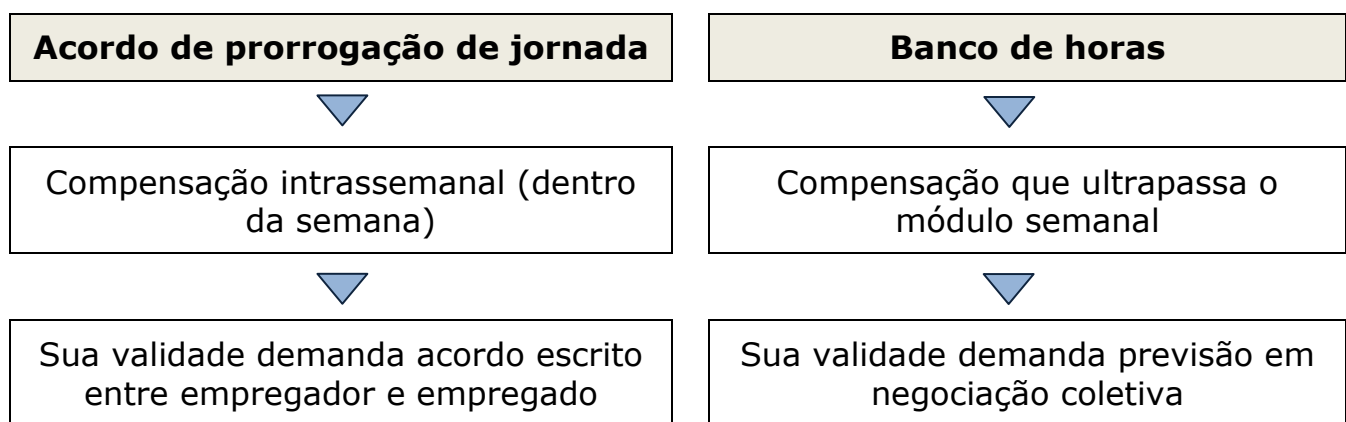 Acordo de prorrogação de jornada
Compensação intrassemanal (dentro
da semana)
Sua validade demanda acordo escrito
entre empregador e empregado
Banco de horas
Compensação que ultrapassa o
módulo semanal
Sua validade demanda previsão em
negociação coletiva